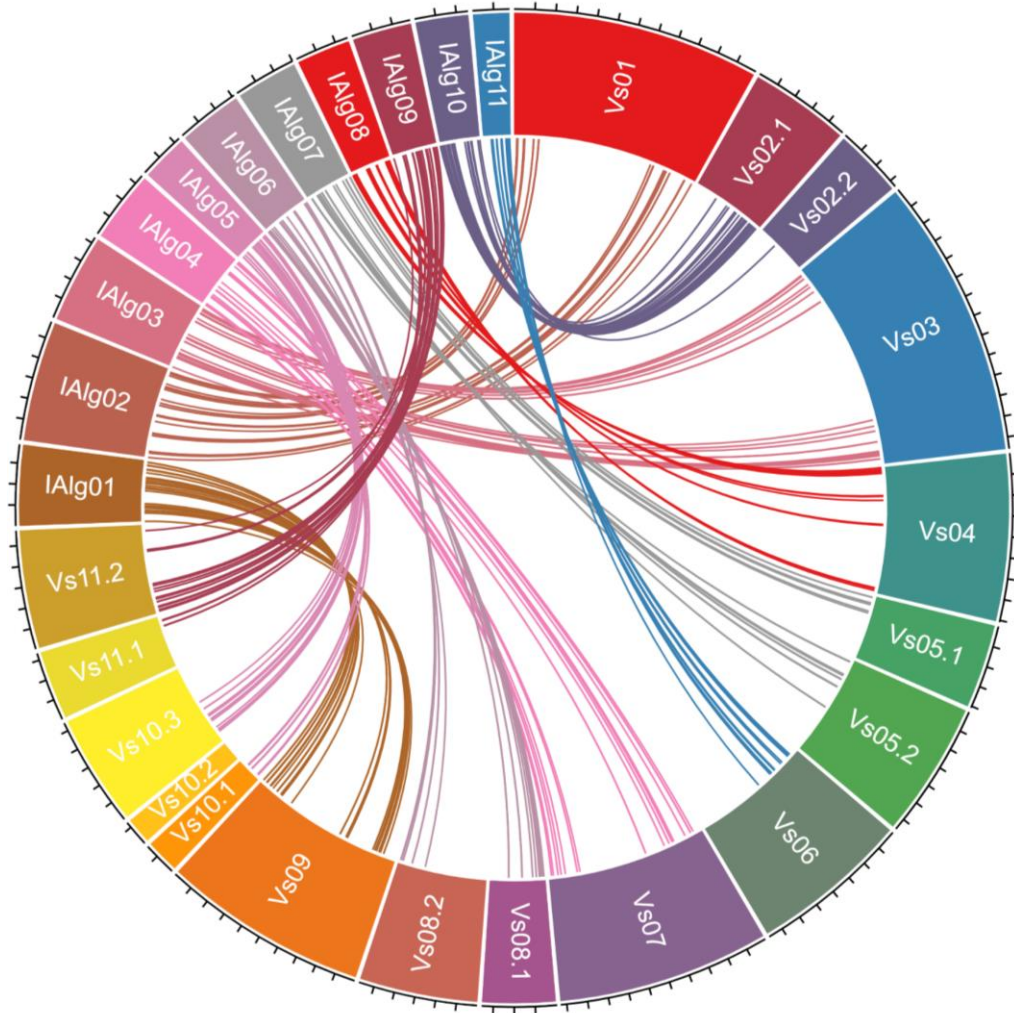 Vs01
Vs02.1
Vs02.2
Vs03
Vs04
Vs05.1
Vs05.2
Vs06
Vs07
Vs08.1
Vs08.2
Vs09
Vs10.1
Vs10.2
Vs10.3
Vs11.1
Vs11.2
IAlg01
IAlg02
IAlg03
IAlg04
IAlg05
IAlg06
IAlg07
IAlg08
IAlg09
IAlg10
IAlg11